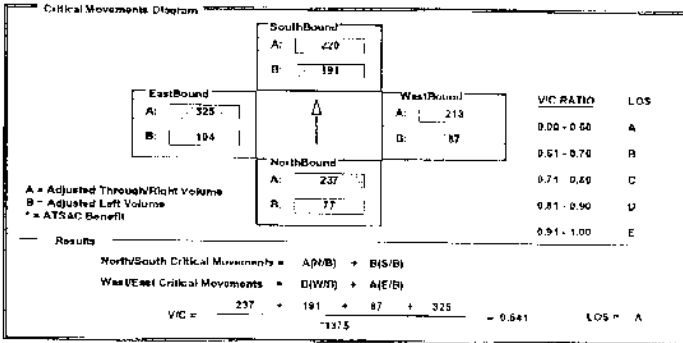 Critical Movements Diagram
SouthBound
A: 220
B: 191
EastBound
A: 325
B: 104
WestBound
A: 213
B: 87
NorthBound
A: 237
B: 77
V/C RATIO LOS
0.00 - 0.60 A
0.61 - 0.70 B
0.71 - 0.80 C
0.81 - 0.90 D
0.91 - 1.00 E
A = Adjusted Through/Right Volume
B = Adjusted Left Volume
* = ATSAC Benefit
Results
North/South Critical Movements = A(N/B) + B(S/B)
West/East Critical Movements = B(W/B) + A(E/B)
V/C = 237 + 191 + 87 + 325
1375 = 0.541 LOS = A